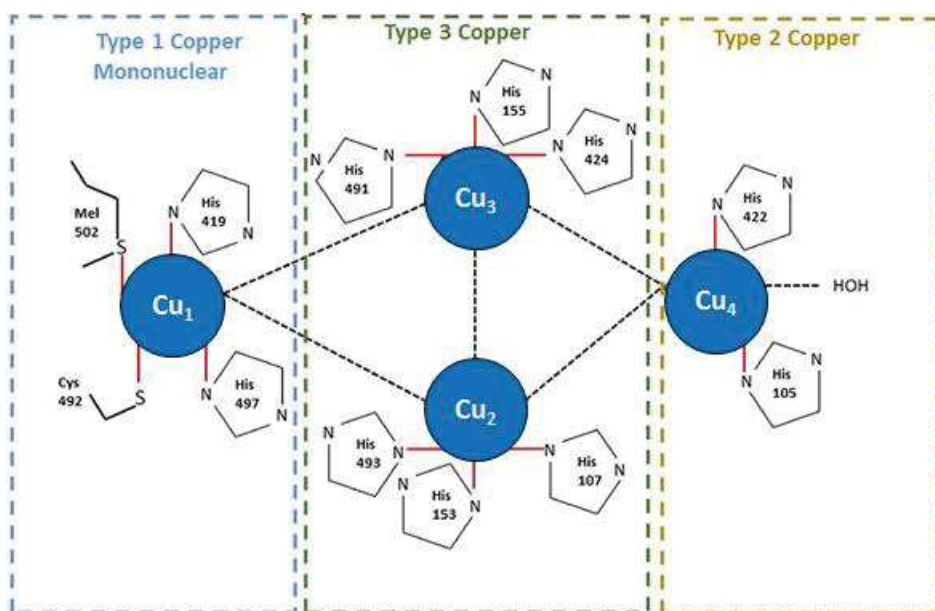 Type 1 Copper
Mononuclear
Type 3 Copper
Type 2 Copper
Mel
502
S
N
His
419
N
Cu₁
Cys
492
S
N
His
497
N
N
His
155
N
N
His
491
N
N
His
424
N
Cu₃
Cu₂
N
His
493
N
N
His
153
N
N
His
107
N
N
His
422
N
Cu₄
HOH
N
His
105
N